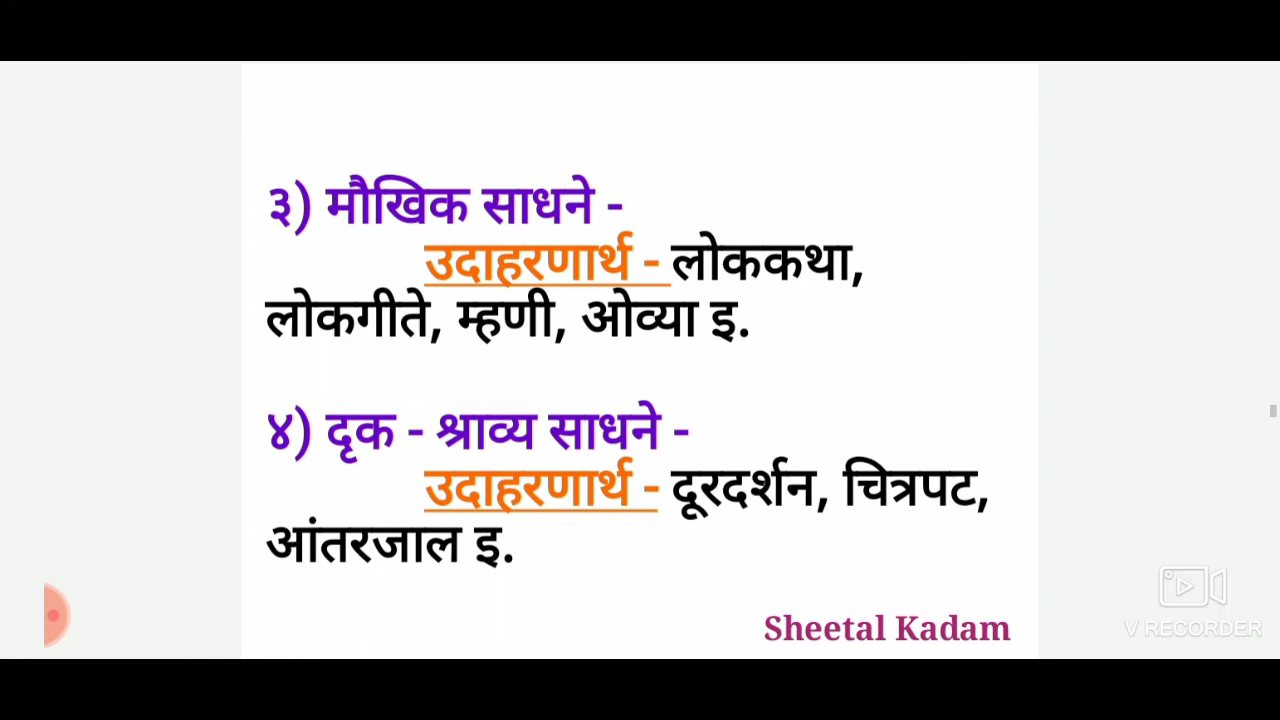 ३) मौखिक साधने -
उदाहरणार्थ - लोककथा,
लोकगीते, म्हणी, ओव्या इ.
४) दृक - श्राव्य साधने -
उदाहरणार्थ - दूरदर्शन, चित्रपट,
आंतरजाल इ.
Sheetal Kadam
V RECORDER